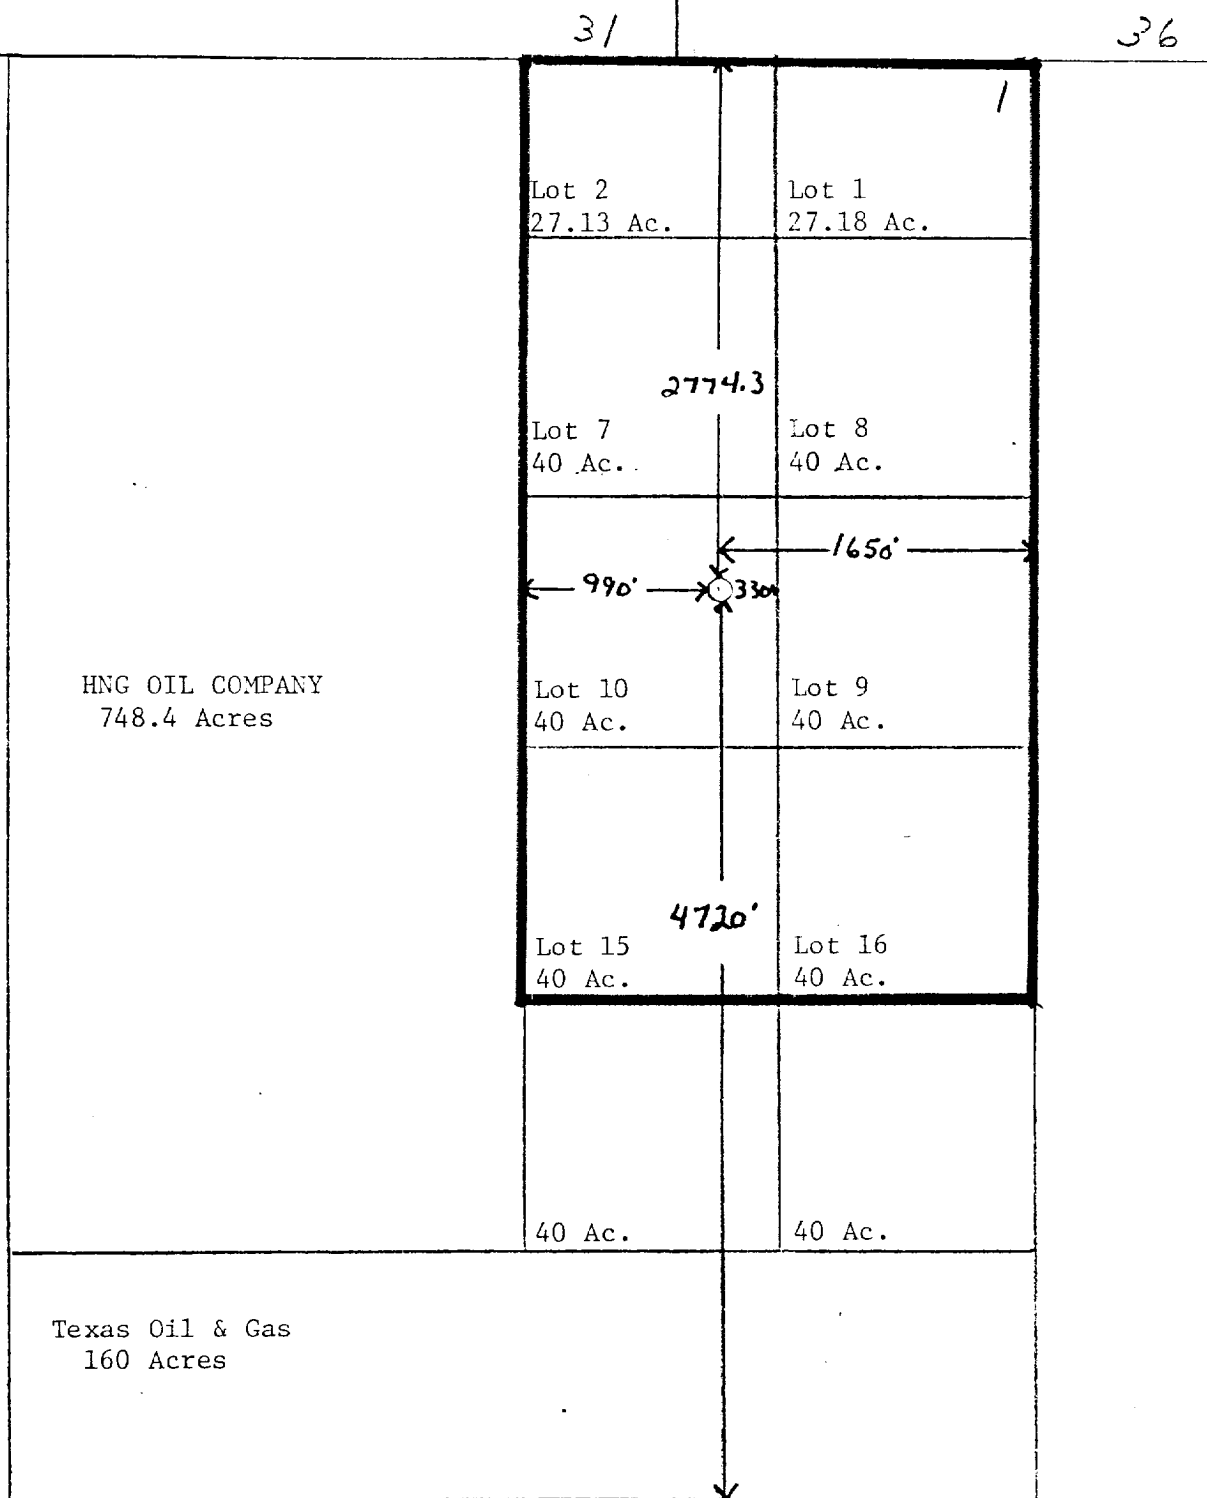 31
36
1
Lot 2
27.13 Ac.
Lot 1
27.18 Ac.
2774.3
Lot 7
40 Ac.
Lot 8
40 Ac.
1650'
990'
330'
HNG OIL COMPANY
748.4 Acres
Lot 10
40 Ac.
Lot 9
40 Ac.
4720'
Lot 15
40 Ac.
Lot 16
40 Ac.
40 Ac.
40 Ac.
Texas Oil & Gas
160 Acres